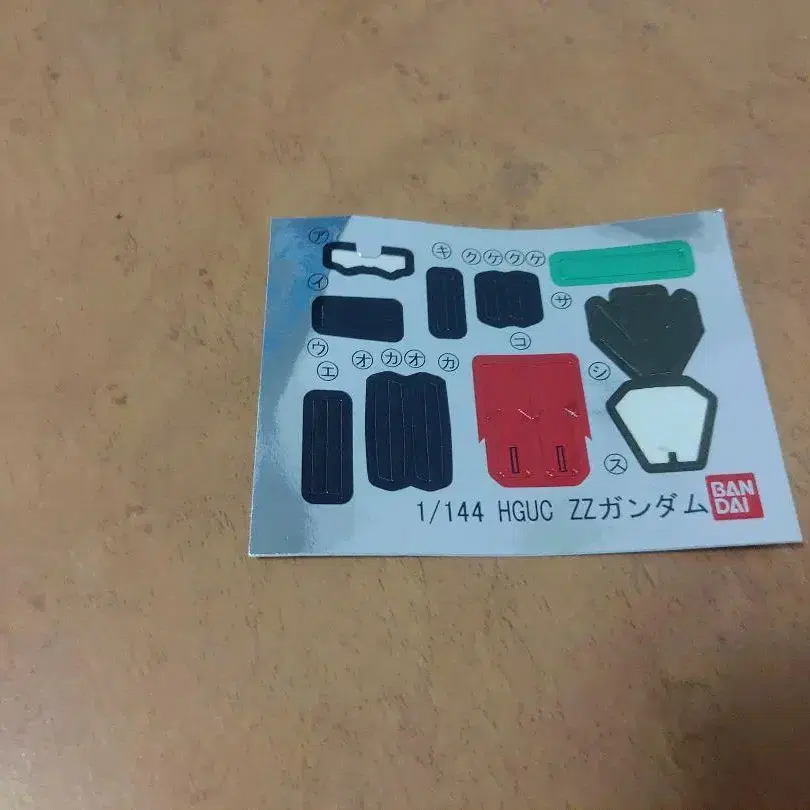 ア
キ
クケクケ
イ
サ
ウ
オカオカ
コ
エ
シ
ス
1/144 HGUC ZZガンダム
BAN
DAI